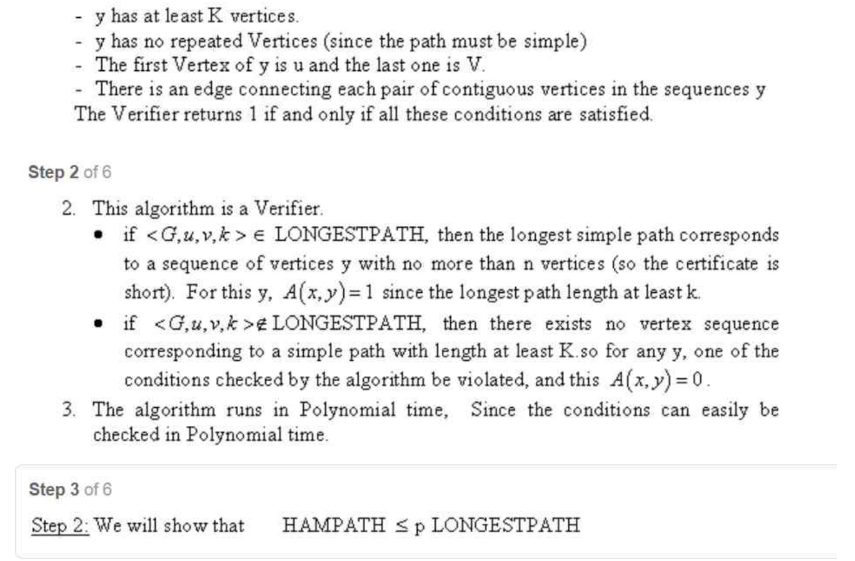 - y has at least K vertices.
- y has no repeated Vertices (since the path must be simple)
- The first Vertex of y is u and the last one is V.
- There is an edge connecting each pair of contiguous vertices in the sequences y
The Verifier returns 1 if and only if all these conditions are satisfied.
Step 2 of 6
2. This algorithm is a Verifier.
• if <G,u,v,k > ∈ LONGESTPATH, then the longest simple path corresponds
to a sequence of vertices y with no more than n vertices (so the certificate is
short). For this y, A(x,y)=1 since the longest path length at least k.
• if <G,u,v,k >∉ LONGESTPATH, then there exists no vertex sequence
corresponding to a simple path with length at least K.so for any y, one of the
conditions checked by the algorithm be violated, and this A(x,y)=0.
3. The algorithm runs in Polynomial time, Since the conditions can easily be
checked in Polynomial time.
Step 3 of 6
Step 2: We will show that HAMPATH ≤ p LONGESTPATH